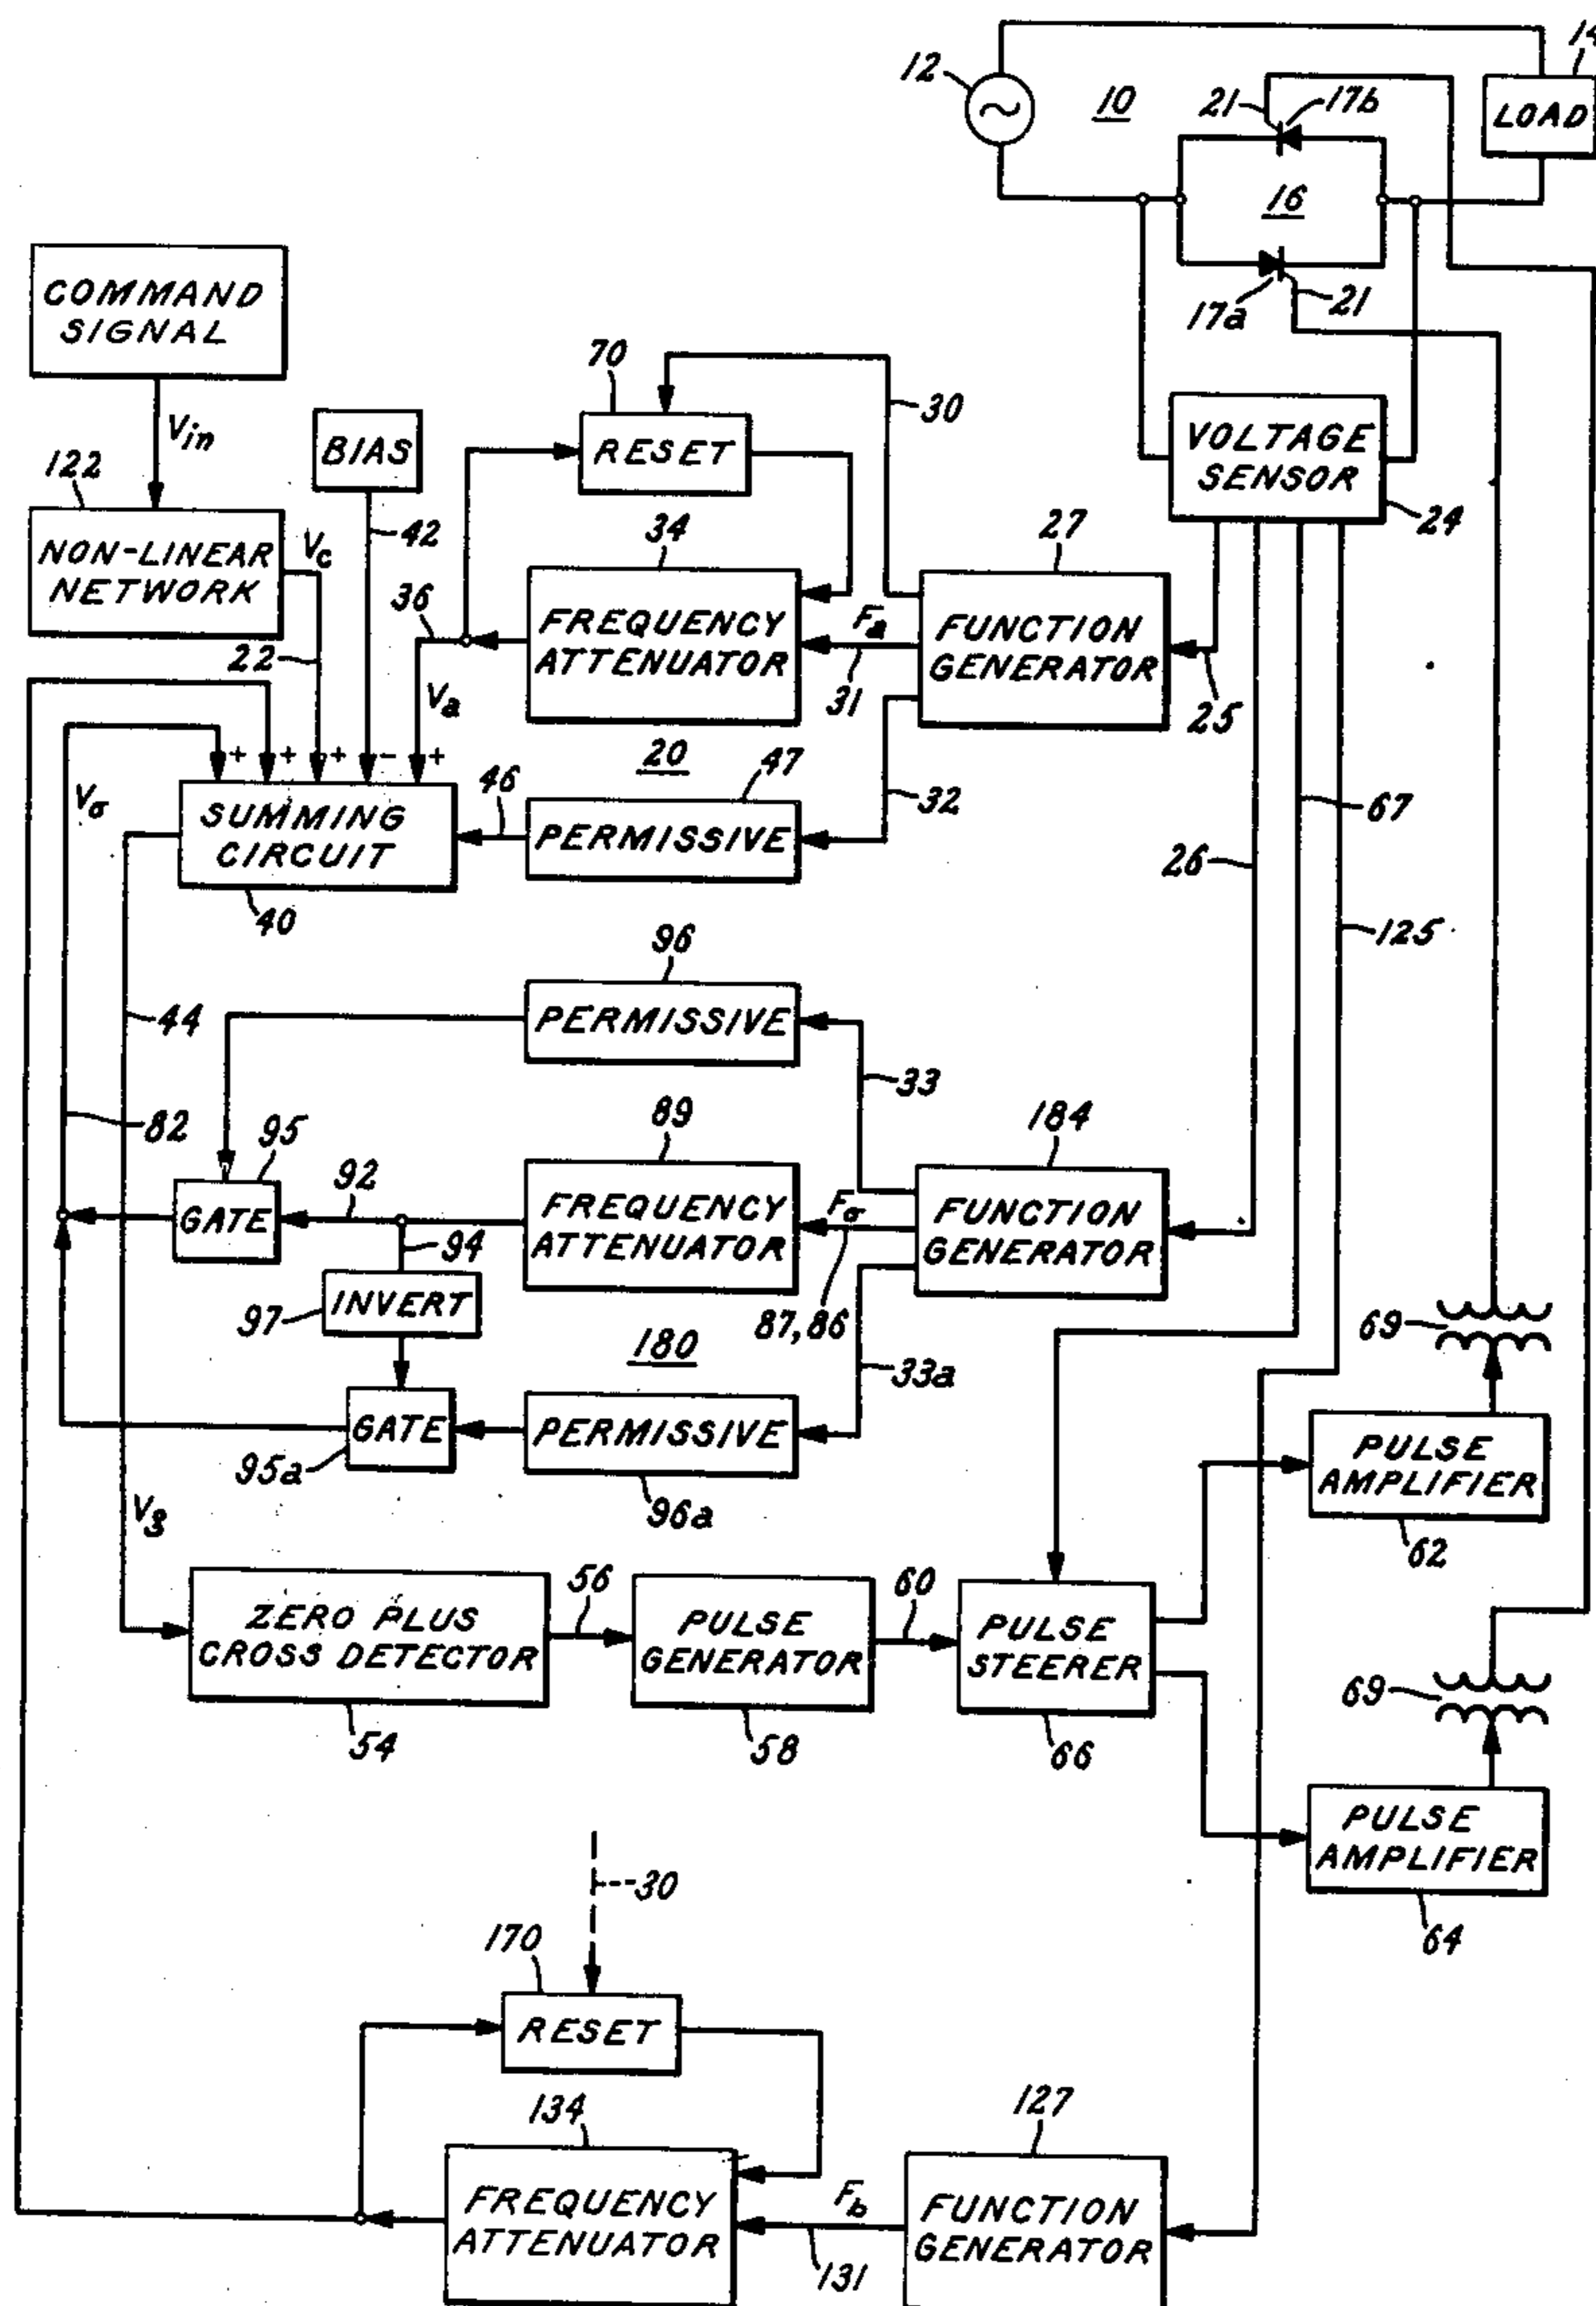 12
10
14
LOAD
21
17b
16
17a
21
COMMAND
SIGNAL
Vin
122
NON-LINEAR
NETWORK
Vc
22
BIAS
42
70
RESET
30
VOLTAGE
SENSOR
24
34
FREQUENCY
ATTENUATOR
36
Va
Fa
31
27
FUNCTION
GENERATOR
25
20
32
+ + + - +
Vσ
SUMMING
CIRCUIT
40
46
47
PERMISSIVE
67
26
125
44
82
96
PERMISSIVE
33
89
FREQUENCY
ATTENUATOR
184
FUNCTION
GENERATOR
Fσ
87,86
95
GATE
92
94
97
INVERT
180
33a
95a
GATE
PERMISSIVE
96a
69
PULSE
AMPLIFIER
62
Vg
ZERO PLUS
CROSS DETECTOR
54
56
PULSE
GENERATOR
58
60
PULSE
STEERER
66
69
PULSE
AMPLIFIER
64
30
170
RESET
134
FREQUENCY
ATTENUATOR
Fb
131
127
FUNCTION
GENERATOR